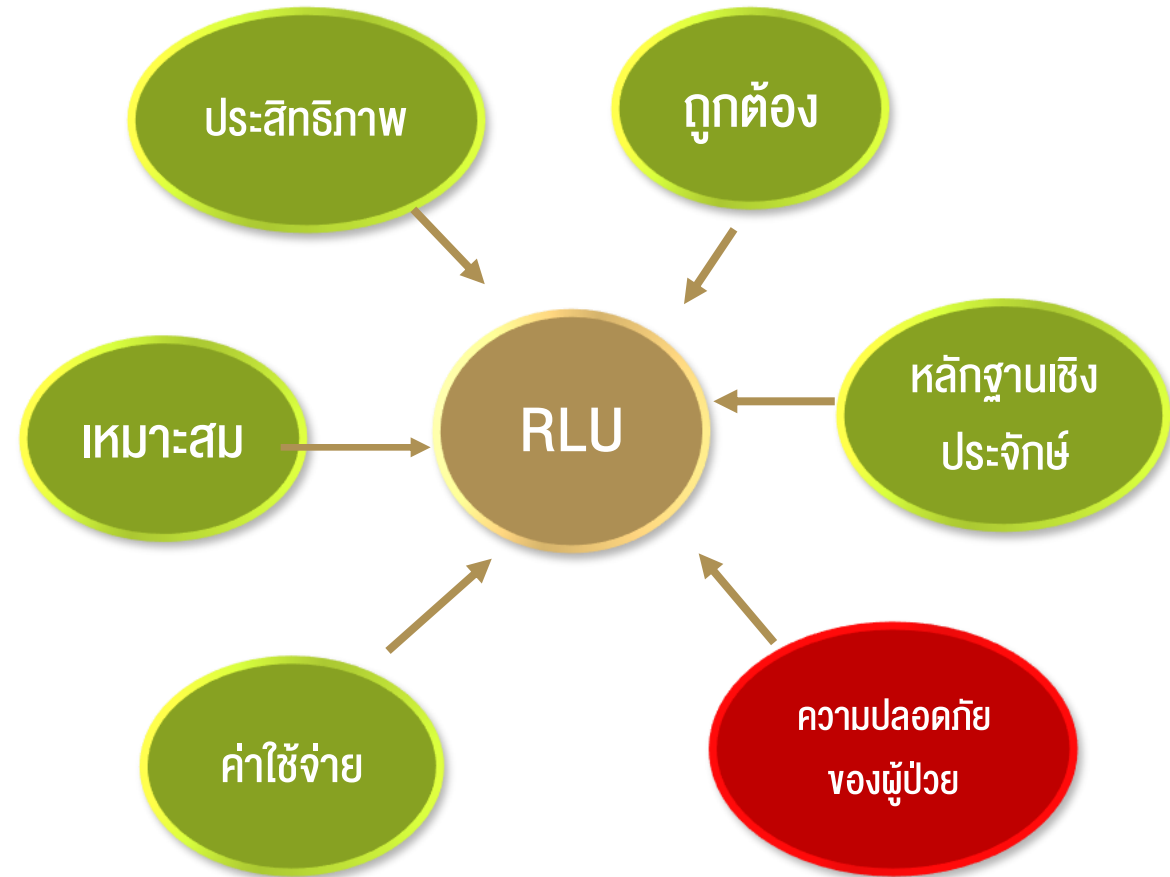 ประสิทธิภาพ
ถูกต้อง
หลักฐานเชิง
ประจักษ์
เหมาะสม
RLU
ค่าใช้จ่าย
ความปลอดภัย
ของผู้ป่วย